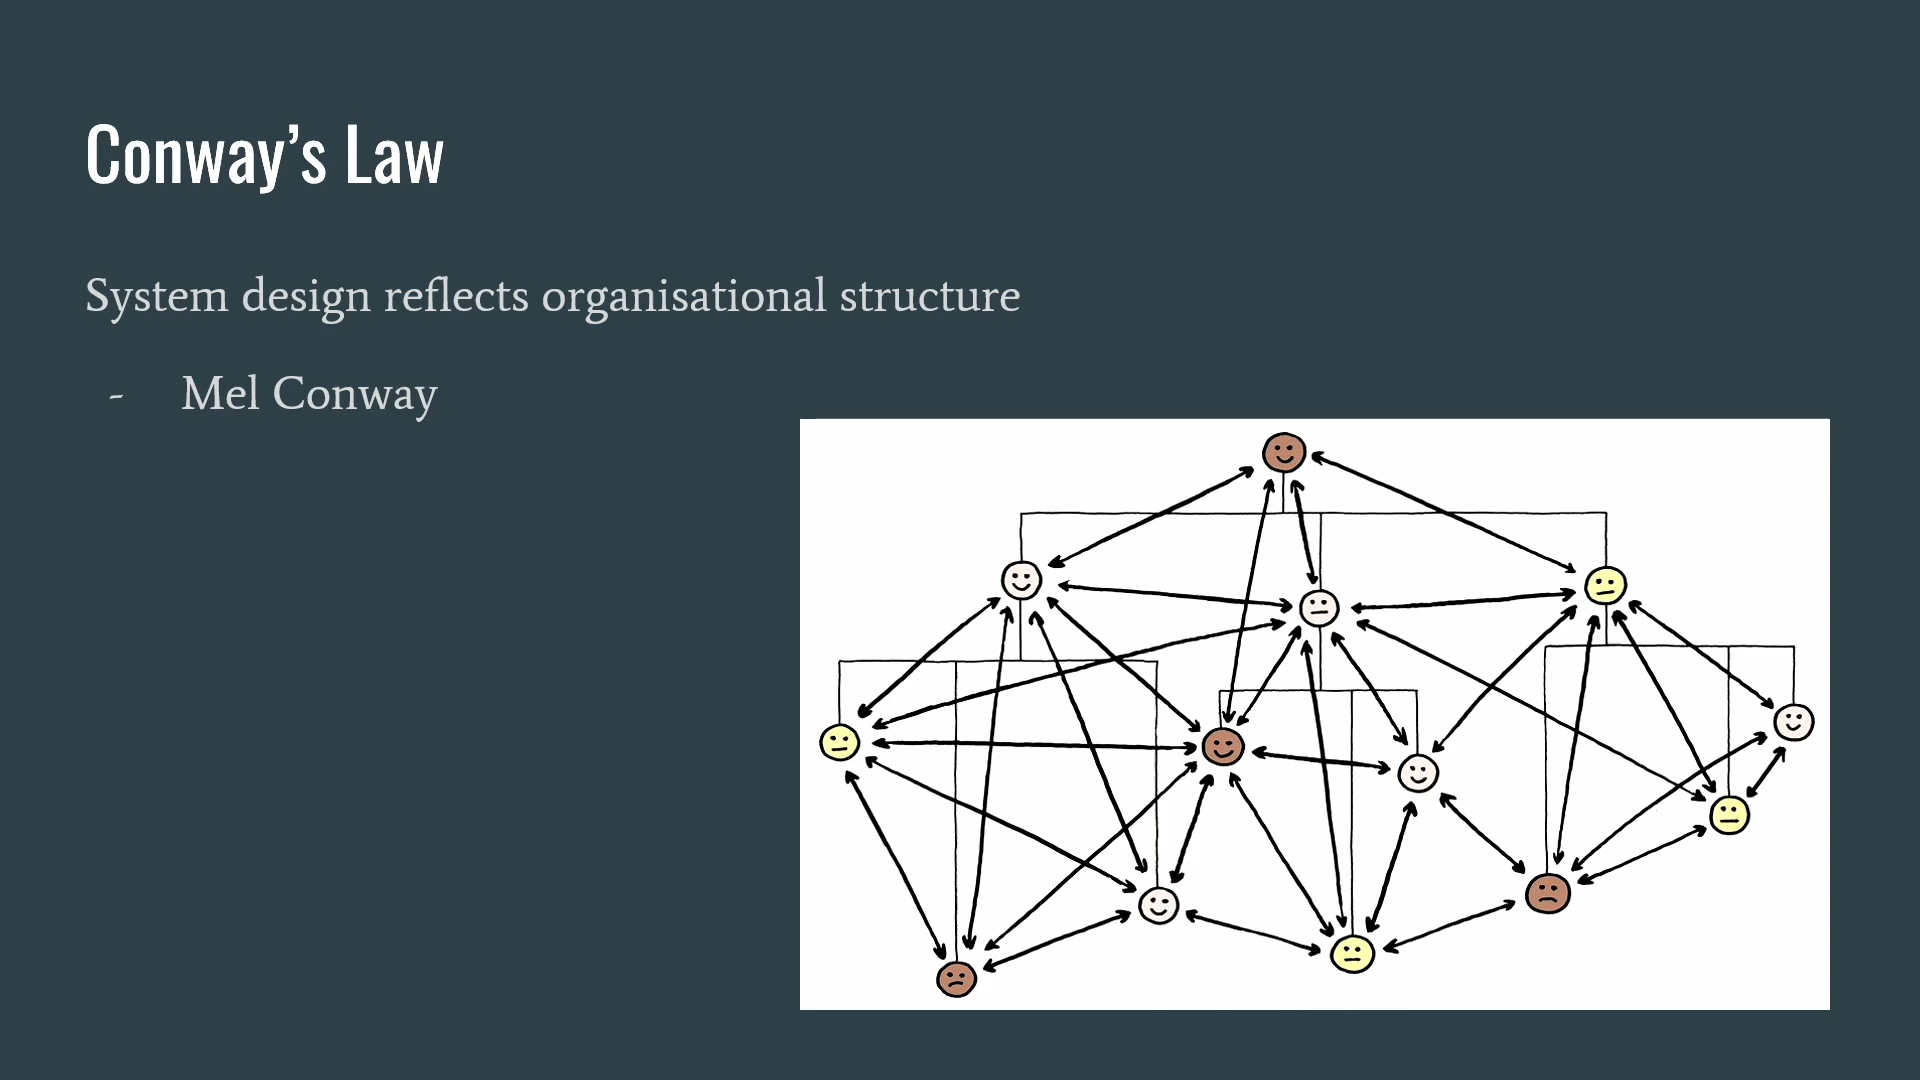 Conway’s Law
System design reflects organisational structure
- Mel Conway